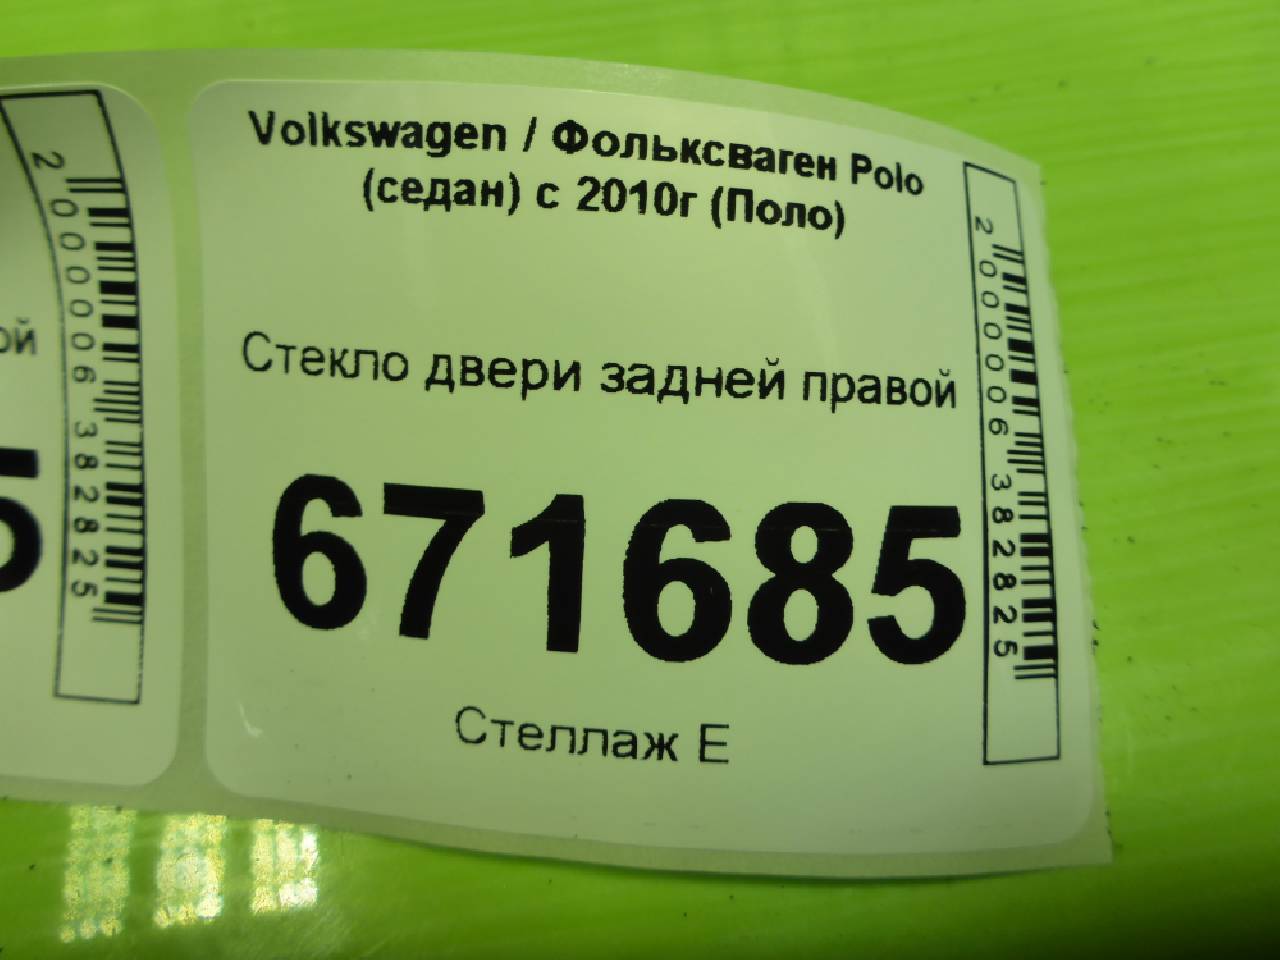 Volkswagen / Фольксваген Polo
(седан) с 2010г (Поло)
Стекло двери задней правой
671685
Стеллаж Е
2000006382825
ой
5
2000006382825